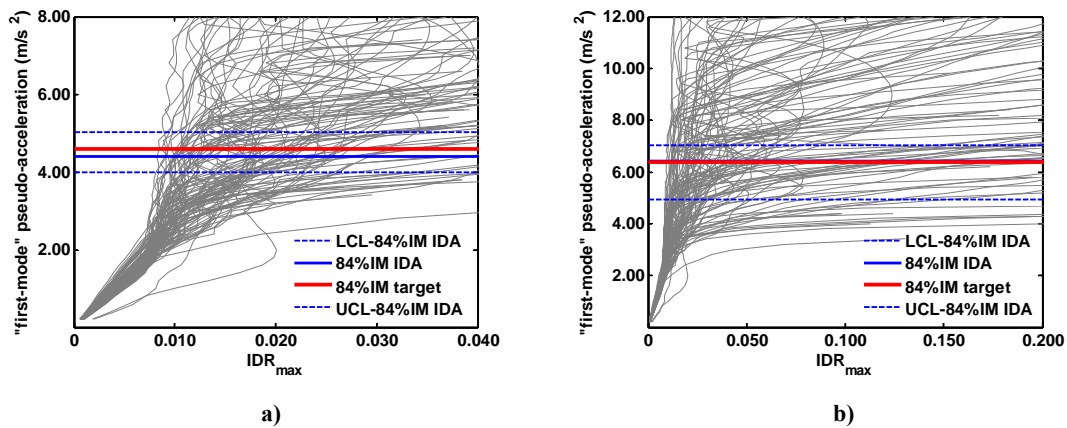 "first-mode" pseudo-acceleration (m/s 2)
8.00
6.00
4.00
2.00
0
0.010
0.020
0.030
0.040
IDRmax
LCL-84%IM IDA
84%IM IDA
84%IM target
UCL-84%IM IDA
a)
"first-mode" pseudo-acceleration (m/s 2)
12.00
10.00
8.00
6.00
4.00
2.00
0
0.050
0.100
0.150
0.200
IDRmax
LCL-84%IM IDA
84%IM IDA
84%IM target
UCL-84%IM IDA
b)